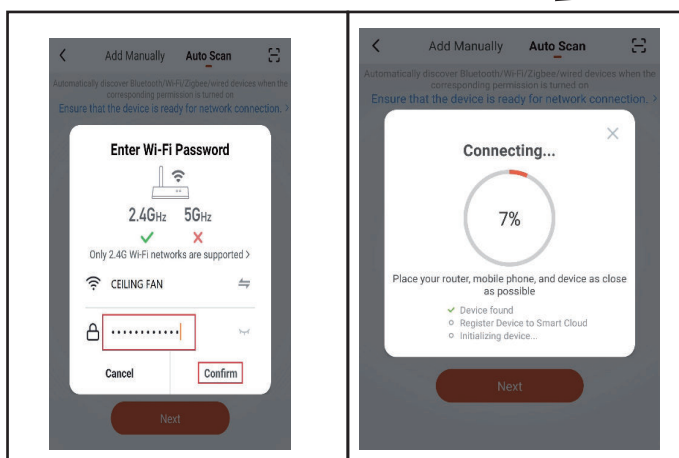 Add Manually Auto Scan
Automatically discover Bluetooth/Wi-Fi/Zigbee/wired devices when the
corresponding permission is turned on
Ensure that the device is ready for network connection. >
Enter Wi-Fi Password
2.4GHz 5GHz
Only 2.4G Wi-Fi networks are supported >
CEILING FAN
••••••••••••
Cancel Confirm
Next
Add Manually Auto Scan
Automatically discover Bluetooth/Wi-Fi/Zigbee/wired devices when the
corresponding permission is turned on
Ensure that the device is ready for network connection. >
Connecting...
7%
Place your router, mobile phone, and device as close
as possible
Device found
Register Device to Smart Cloud
Initializing device...
Next